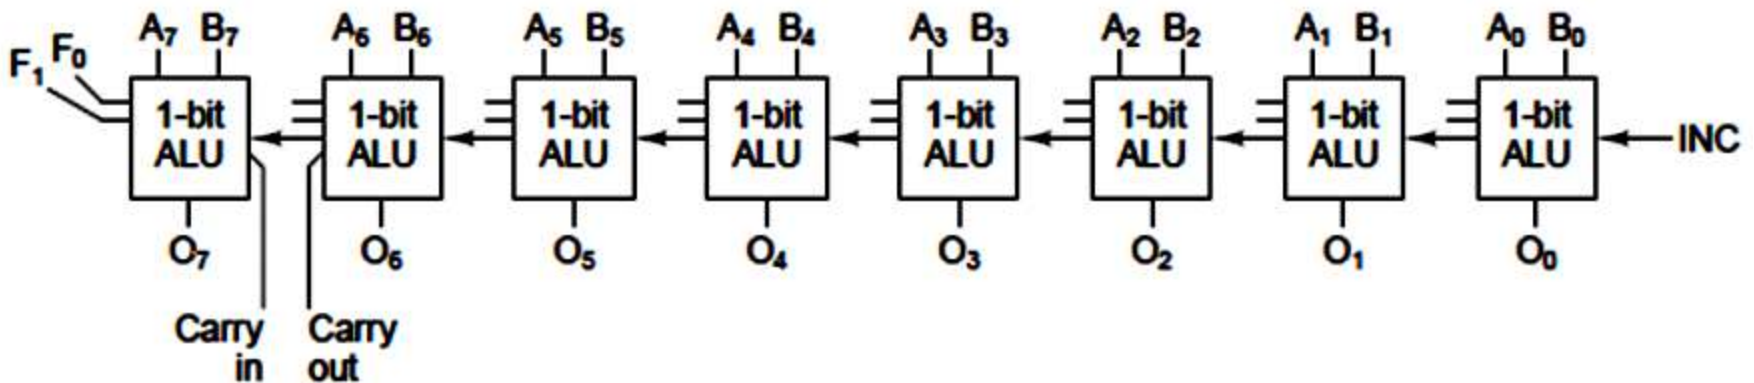 A₇ B₇ A₆ B₆ A₅ B₅ A₄ B₄ A₃ B₃ A₂ B₂ A₁ B₁ A₀ B₀
F₁ F₀
1-bit 1-bit 1-bit 1-bit 1-bit 1-bit 1-bit 1-bit
ALU ALU ALU ALU ALU ALU ALU ALU
INC
O₇ O₆ O₅ O₄ O₃ O₂ O₁ O₀
Carry
in
Carry
out